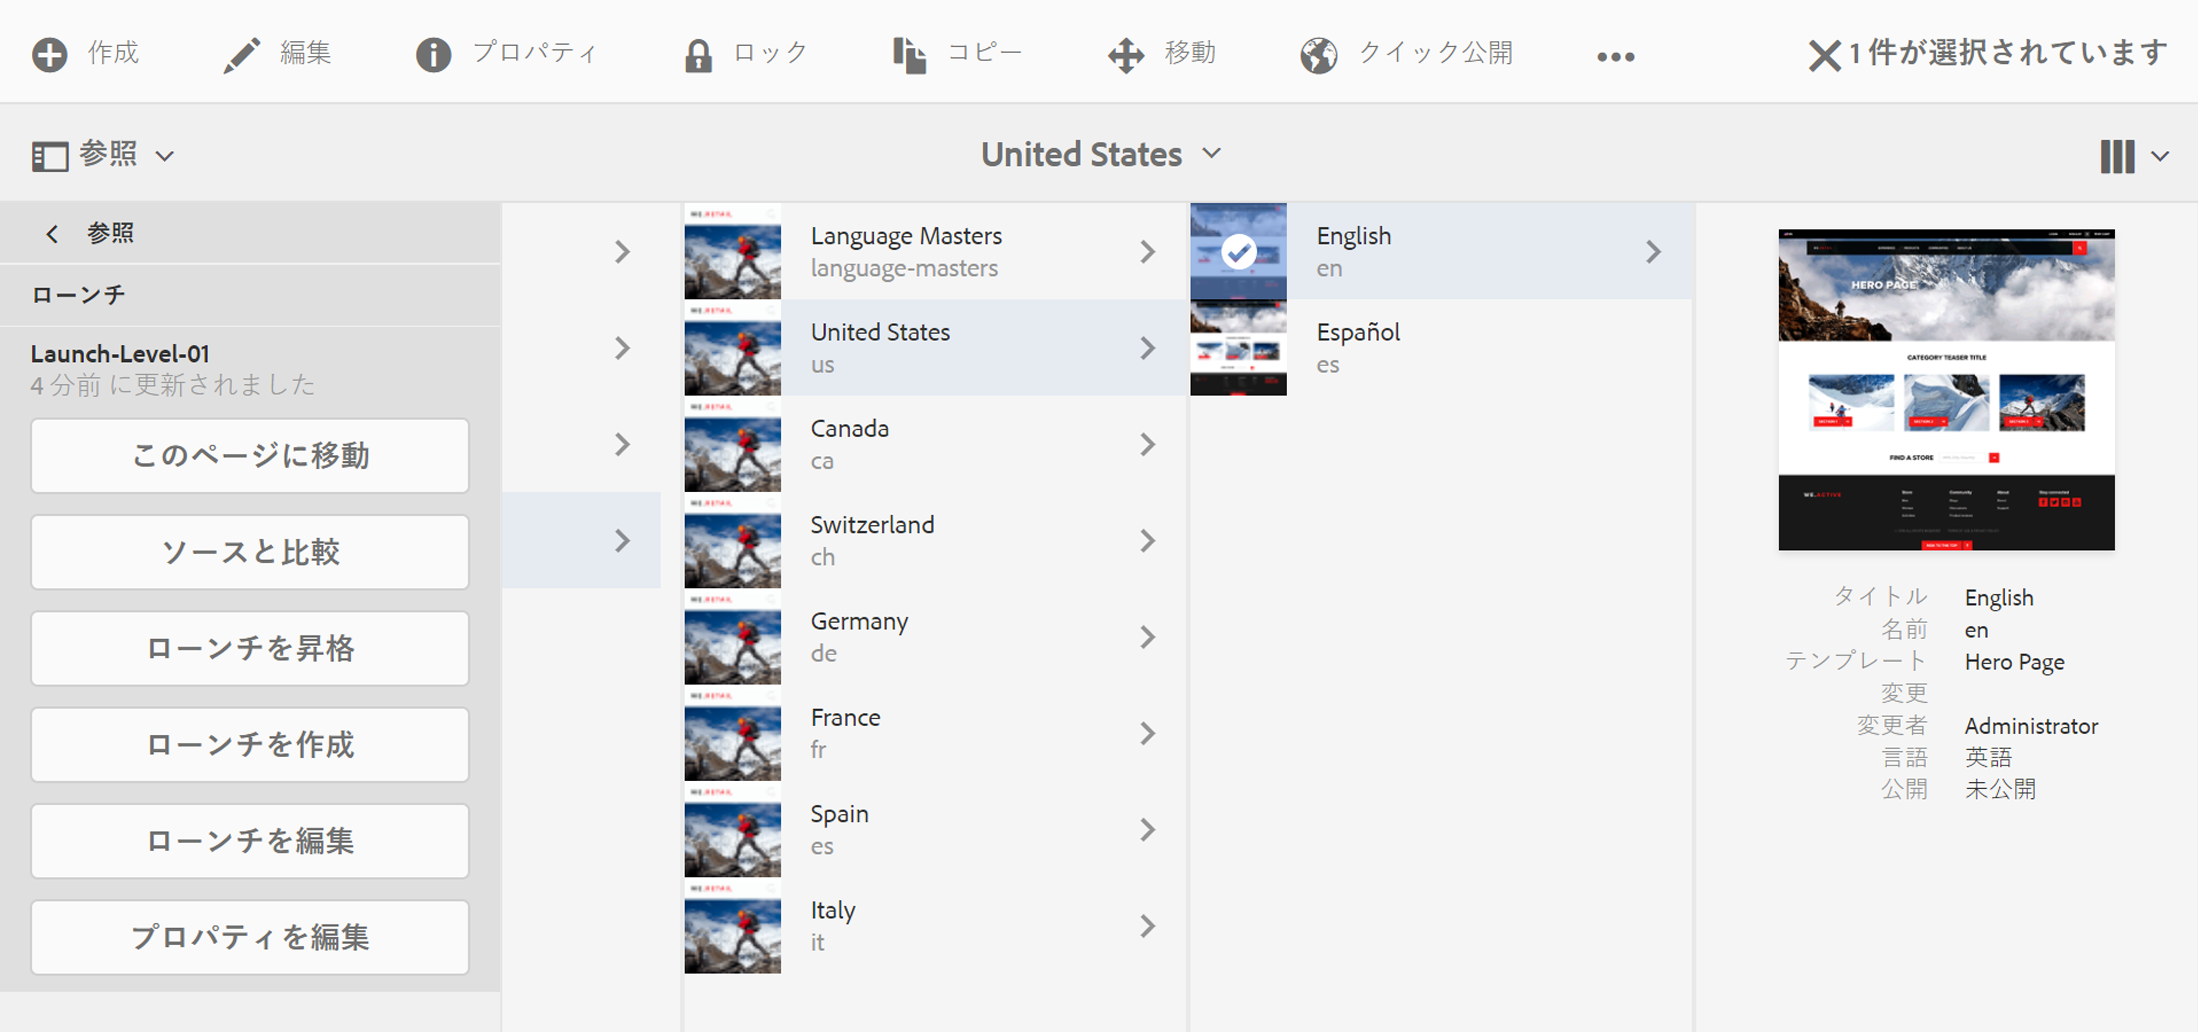 作成
編集
プロパティ
ロック
コピー
移動
クイック公開
1 件が選択されています
参照
United States
参照
ローンチ
Launch-Level-01
4 分前 に更新されました
このページに移動
ソースと比較
ローンチを昇格
ローンチを作成
ローンチを編集
プロパティを編集
Language Masters
language-masters
United States
us
Canada
ca
Switzerland
ch
Germany
de
France
fr
Spain
es
Italy
it
English
en
Español
es
HERO PAGE
CATEGORY TEASER TITLE
SECTION 1
SECTION 2
SECTION 3
FIND A STORE
WE.ACTIVE
タイトル English
名前 en
テンプレート Hero Page
変更
変更者 Administrator
言語 英語
公開 未公開